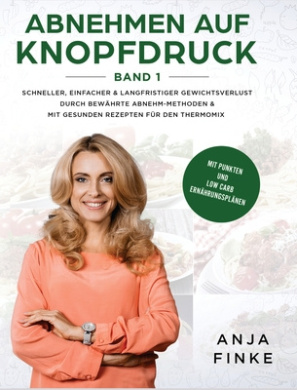 ABNEHMEN AUF
KNOPFDRUCK
BAND 1
SCHNELLER, EINFACHER & LANGFRISTIGER GEWICHTSVERLUST
DURCH BEWÄHRTE ABNEHM-METHODEN &
MIT GESUNDEN REZEPTEN FÜR DEN THERMOMIX
MIT PUNKTEN
UND
LOW CARB
ERNÄHRUNGSPLÄNEN
ANJA
FINKE